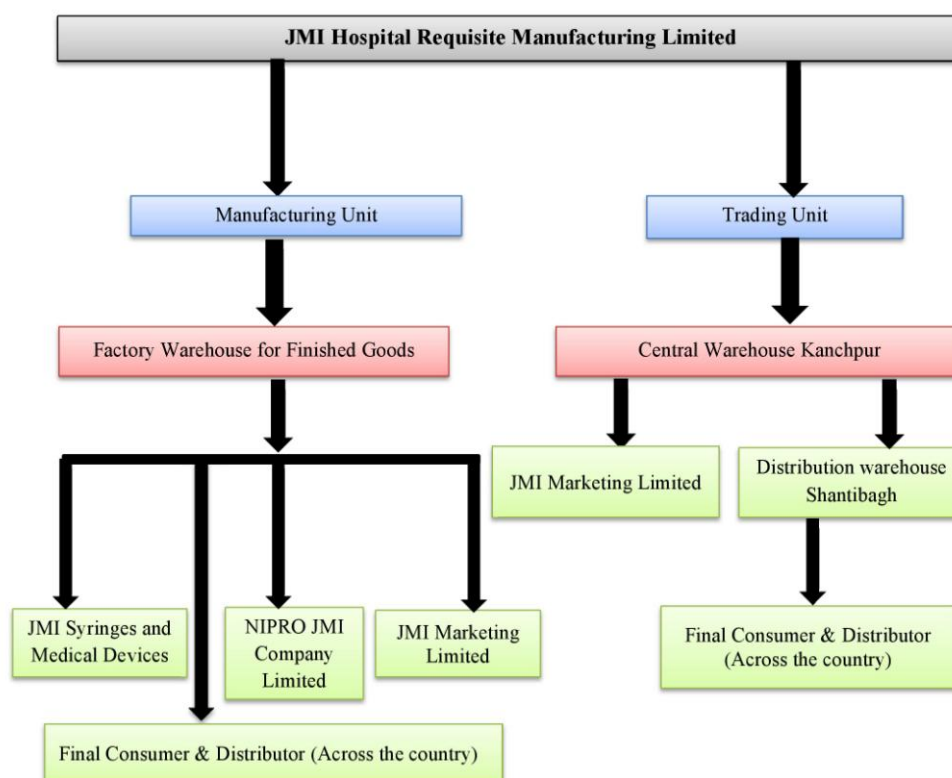 JMI Hospital Requisite Manufacturing Limited
Manufacturing Unit
Trading Unit
Factory Warehouse for Finished Goods
Central Warehouse Kanchpur
JMI Marketing Limited
Distribution warehouse
Shantibagh
JMI Syringes and
Medical Devices
NIPRO JMI
Company
Limited
JMI Marketing
Limited
Final Consumer & Distributor
(Across the country)
Final Consumer & Distributor (Across the country)